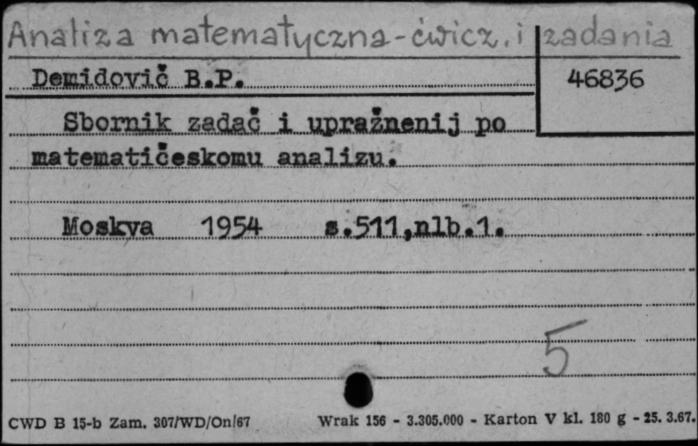 Analiza matematyczna - ćwicz. i zadania
Demidovič B.P.
46836
Sbornik zadač i upražnenij po
matematičeskomu analizu.
Moskva 1954 s.511,nlb.1.
5
CWD B 15-b Zam. 307/WD/On/67 Wrak 156 - 3.305.000 - Karton V kl. 180 g - 25. 3.67.